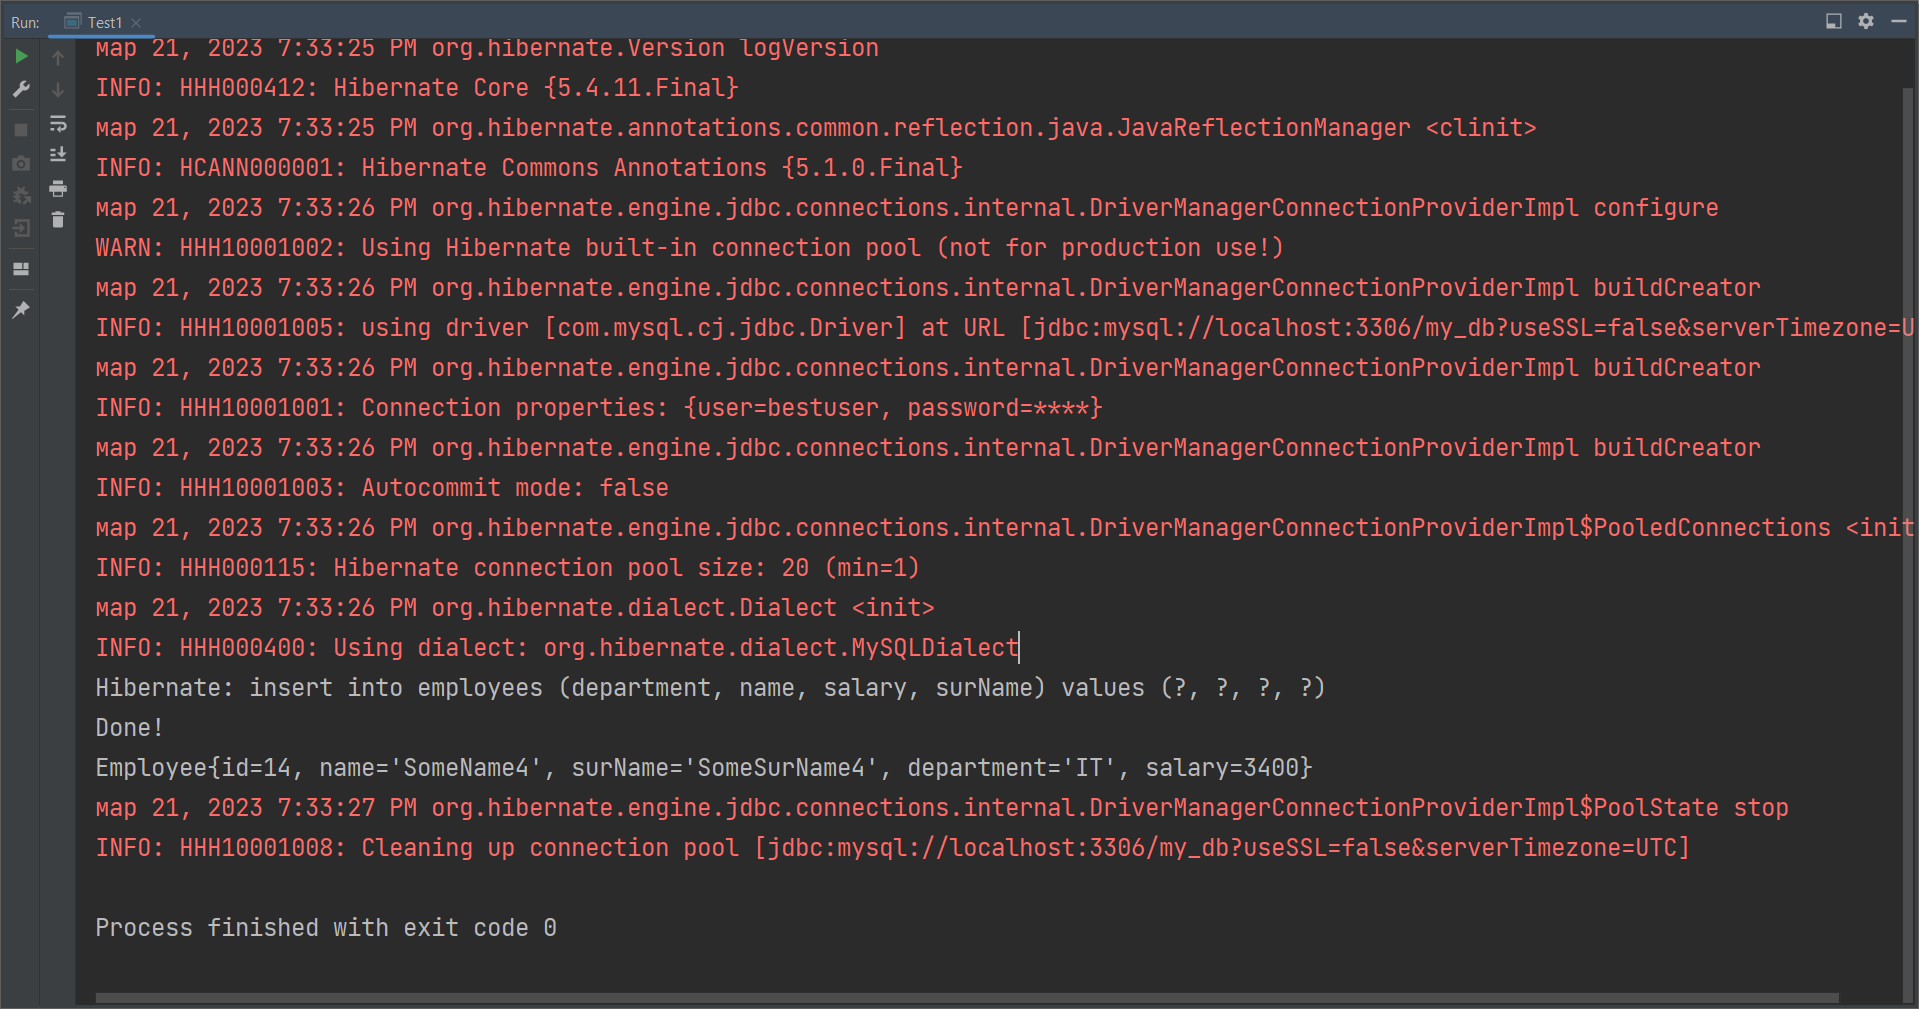 Run: Test1
мар 21, 2023 7:33:25 PM org.hibernate.Version logVersion
INFO: HHH000412: Hibernate Core {5.4.11.Final}
мар 21, 2023 7:33:25 PM org.hibernate.annotations.common.reflection.java.JavaReflectionManager <clinit>
INFO: HCANN000001: Hibernate Commons Annotations {5.1.0.Final}
мар 21, 2023 7:33:26 PM org.hibernate.engine.jdbc.connections.internal.DriverManagerConnectionProviderImpl configure
WARN: HHH10001002: Using Hibernate built-in connection pool (not for production use!)
мар 21, 2023 7:33:26 PM org.hibernate.engine.jdbc.connections.internal.DriverManagerConnectionProviderImpl buildCreator
INFO: HHH10001005: using driver [com.mysql.cj.jdbc.Driver] at URL [jdbc:mysql://localhost:3306/my_db?useSSL=false&serverTimezone=U
мар 21, 2023 7:33:26 PM org.hibernate.engine.jdbc.connections.internal.DriverManagerConnectionProviderImpl buildCreator
INFO: HHH10001001: Connection properties: {user=bestuser, password=****}
мар 21, 2023 7:33:26 PM org.hibernate.engine.jdbc.connections.internal.DriverManagerConnectionProviderImpl buildCreator
INFO: HHH10001003: Autocommit mode: false
мар 21, 2023 7:33:26 PM org.hibernate.engine.jdbc.connections.internal.DriverManagerConnectionProviderImpl$PooledConnections <init
INFO: HHH000115: Hibernate connection pool size: 20 (min=1)
мар 21, 2023 7:33:26 PM org.hibernate.dialect.Dialect <init>
INFO: HHH000400: Using dialect: org.hibernate.dialect.MySQLDialect
Hibernate: insert into employees (department, name, salary, surName) values (?, ?, ?, ?)
Done!
Employee{id=14, name='SomeName4', surName='SomeSurName4', department='IT', salary=3400}
мар 21, 2023 7:33:27 PM org.hibernate.engine.jdbc.connections.internal.DriverManagerConnectionProviderImpl$PoolState stop
INFO: HHH10001008: Cleaning up connection pool [jdbc:mysql://localhost:3306/my_db?useSSL=false&serverTimezone=UTC]
Process finished with exit code 0